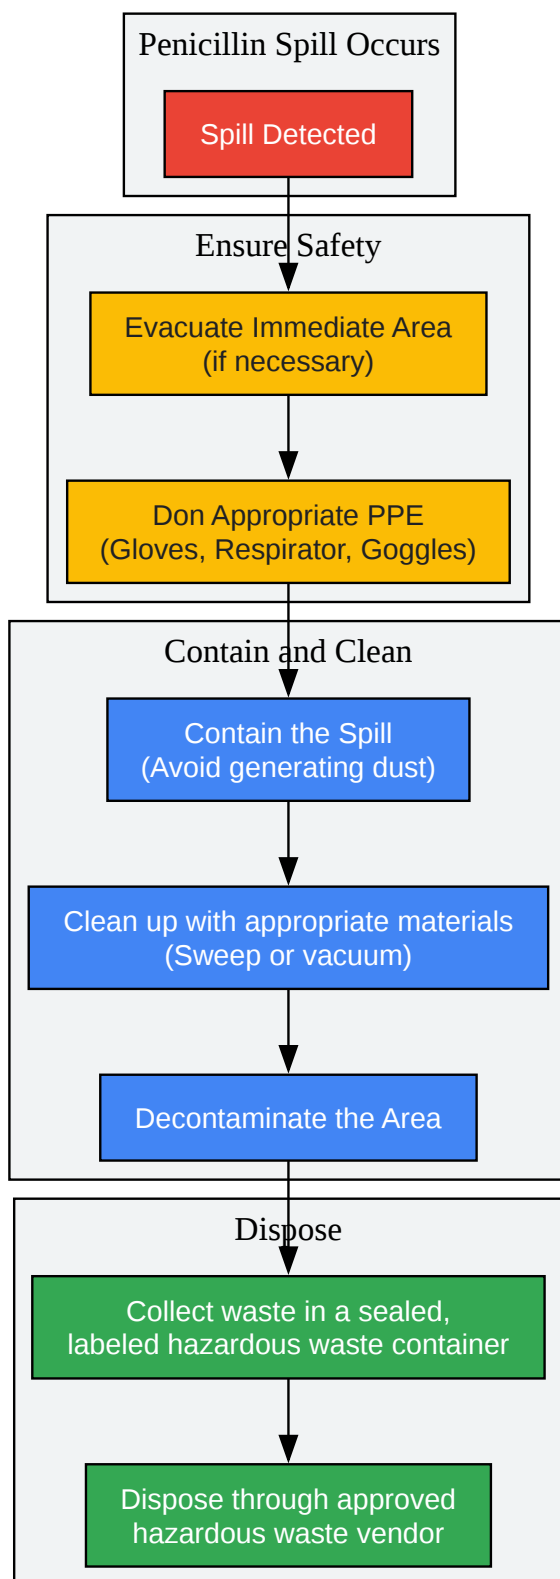 Penicillin Spill Occurs
Spill Detected
Ensure Safety
Evacuate Immediate Area
(if necessary)
Don Appropriate PPE
(Gloves, Respirator, Goggles)
Contain and Clean
Contain the Spill
(Avoid generating dust)
Clean up with appropriate materials
(Sweep or vacuum)
Decontaminate the Area
Dispose
Collect waste in a sealed,
labeled hazardous waste container
Dispose through approved
hazardous waste vendor